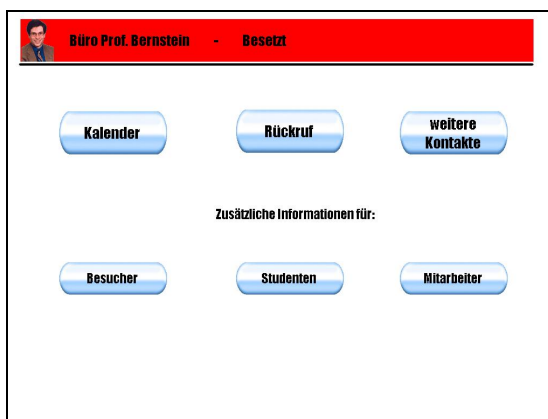 Büro Prof. Bernstein - Besetzt
Kalender
Rückruf
weitere
Kontakte
Zusätzliche Informationen für:
Besucher
Studenten
Mitarbeiter